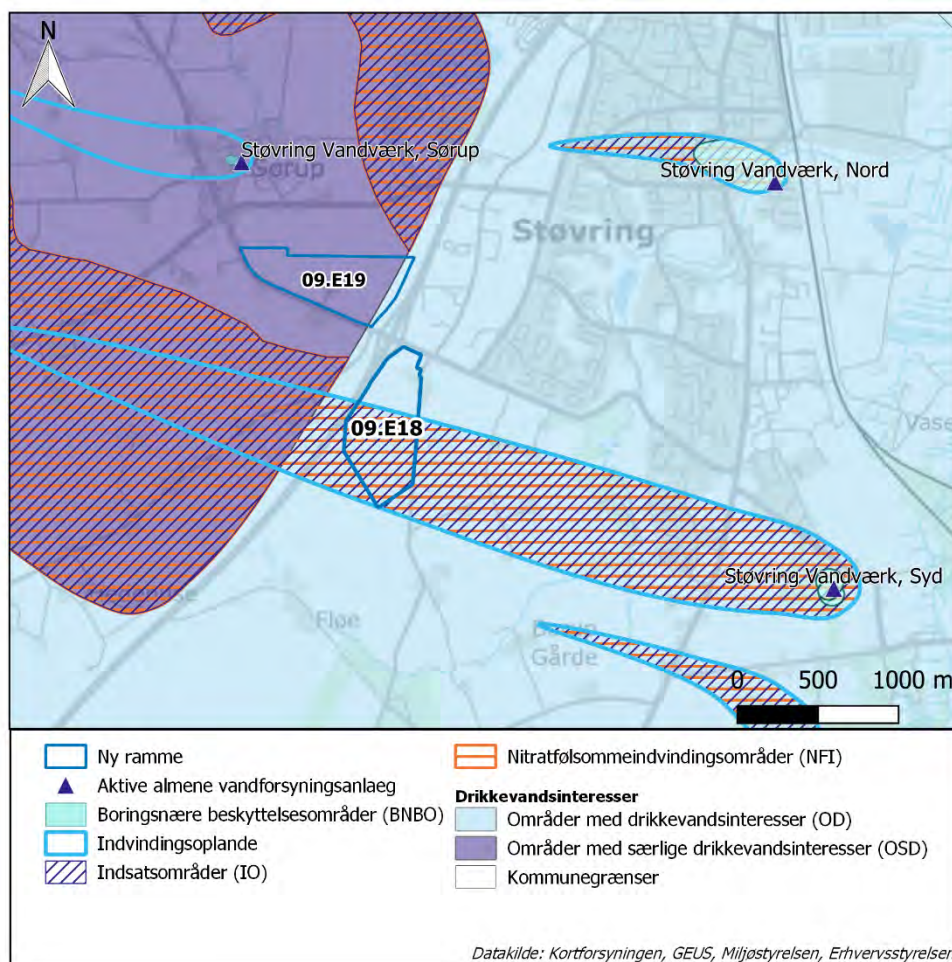 N
Støvring Vandværk, Sørup
Sørup
Støvring Vandværk, Nord
Støvring
09.E19
09.E18
Vase
Støvring Vandværk, Syd
Fløe
Gårde
0 500 1000 m
Ny ramme
Aktive almene vandforsyningsanlaeg
Boringsnære beskyttelsesområder (BNBO)
Indvindingsoplande
Indsatsområder (IO)
Nitratfølsommeindvindingsområder (NFI)
Drikkevandsinteresser
Områder med drikkevandsinteresser (OD)
Områder med særlige drikkevandsinteresser (OSD)
Kommunegrænser
Datakilde: Kortforsyningen, GEUS, Miljøstyrelsen, Erhvervsstyrelsen